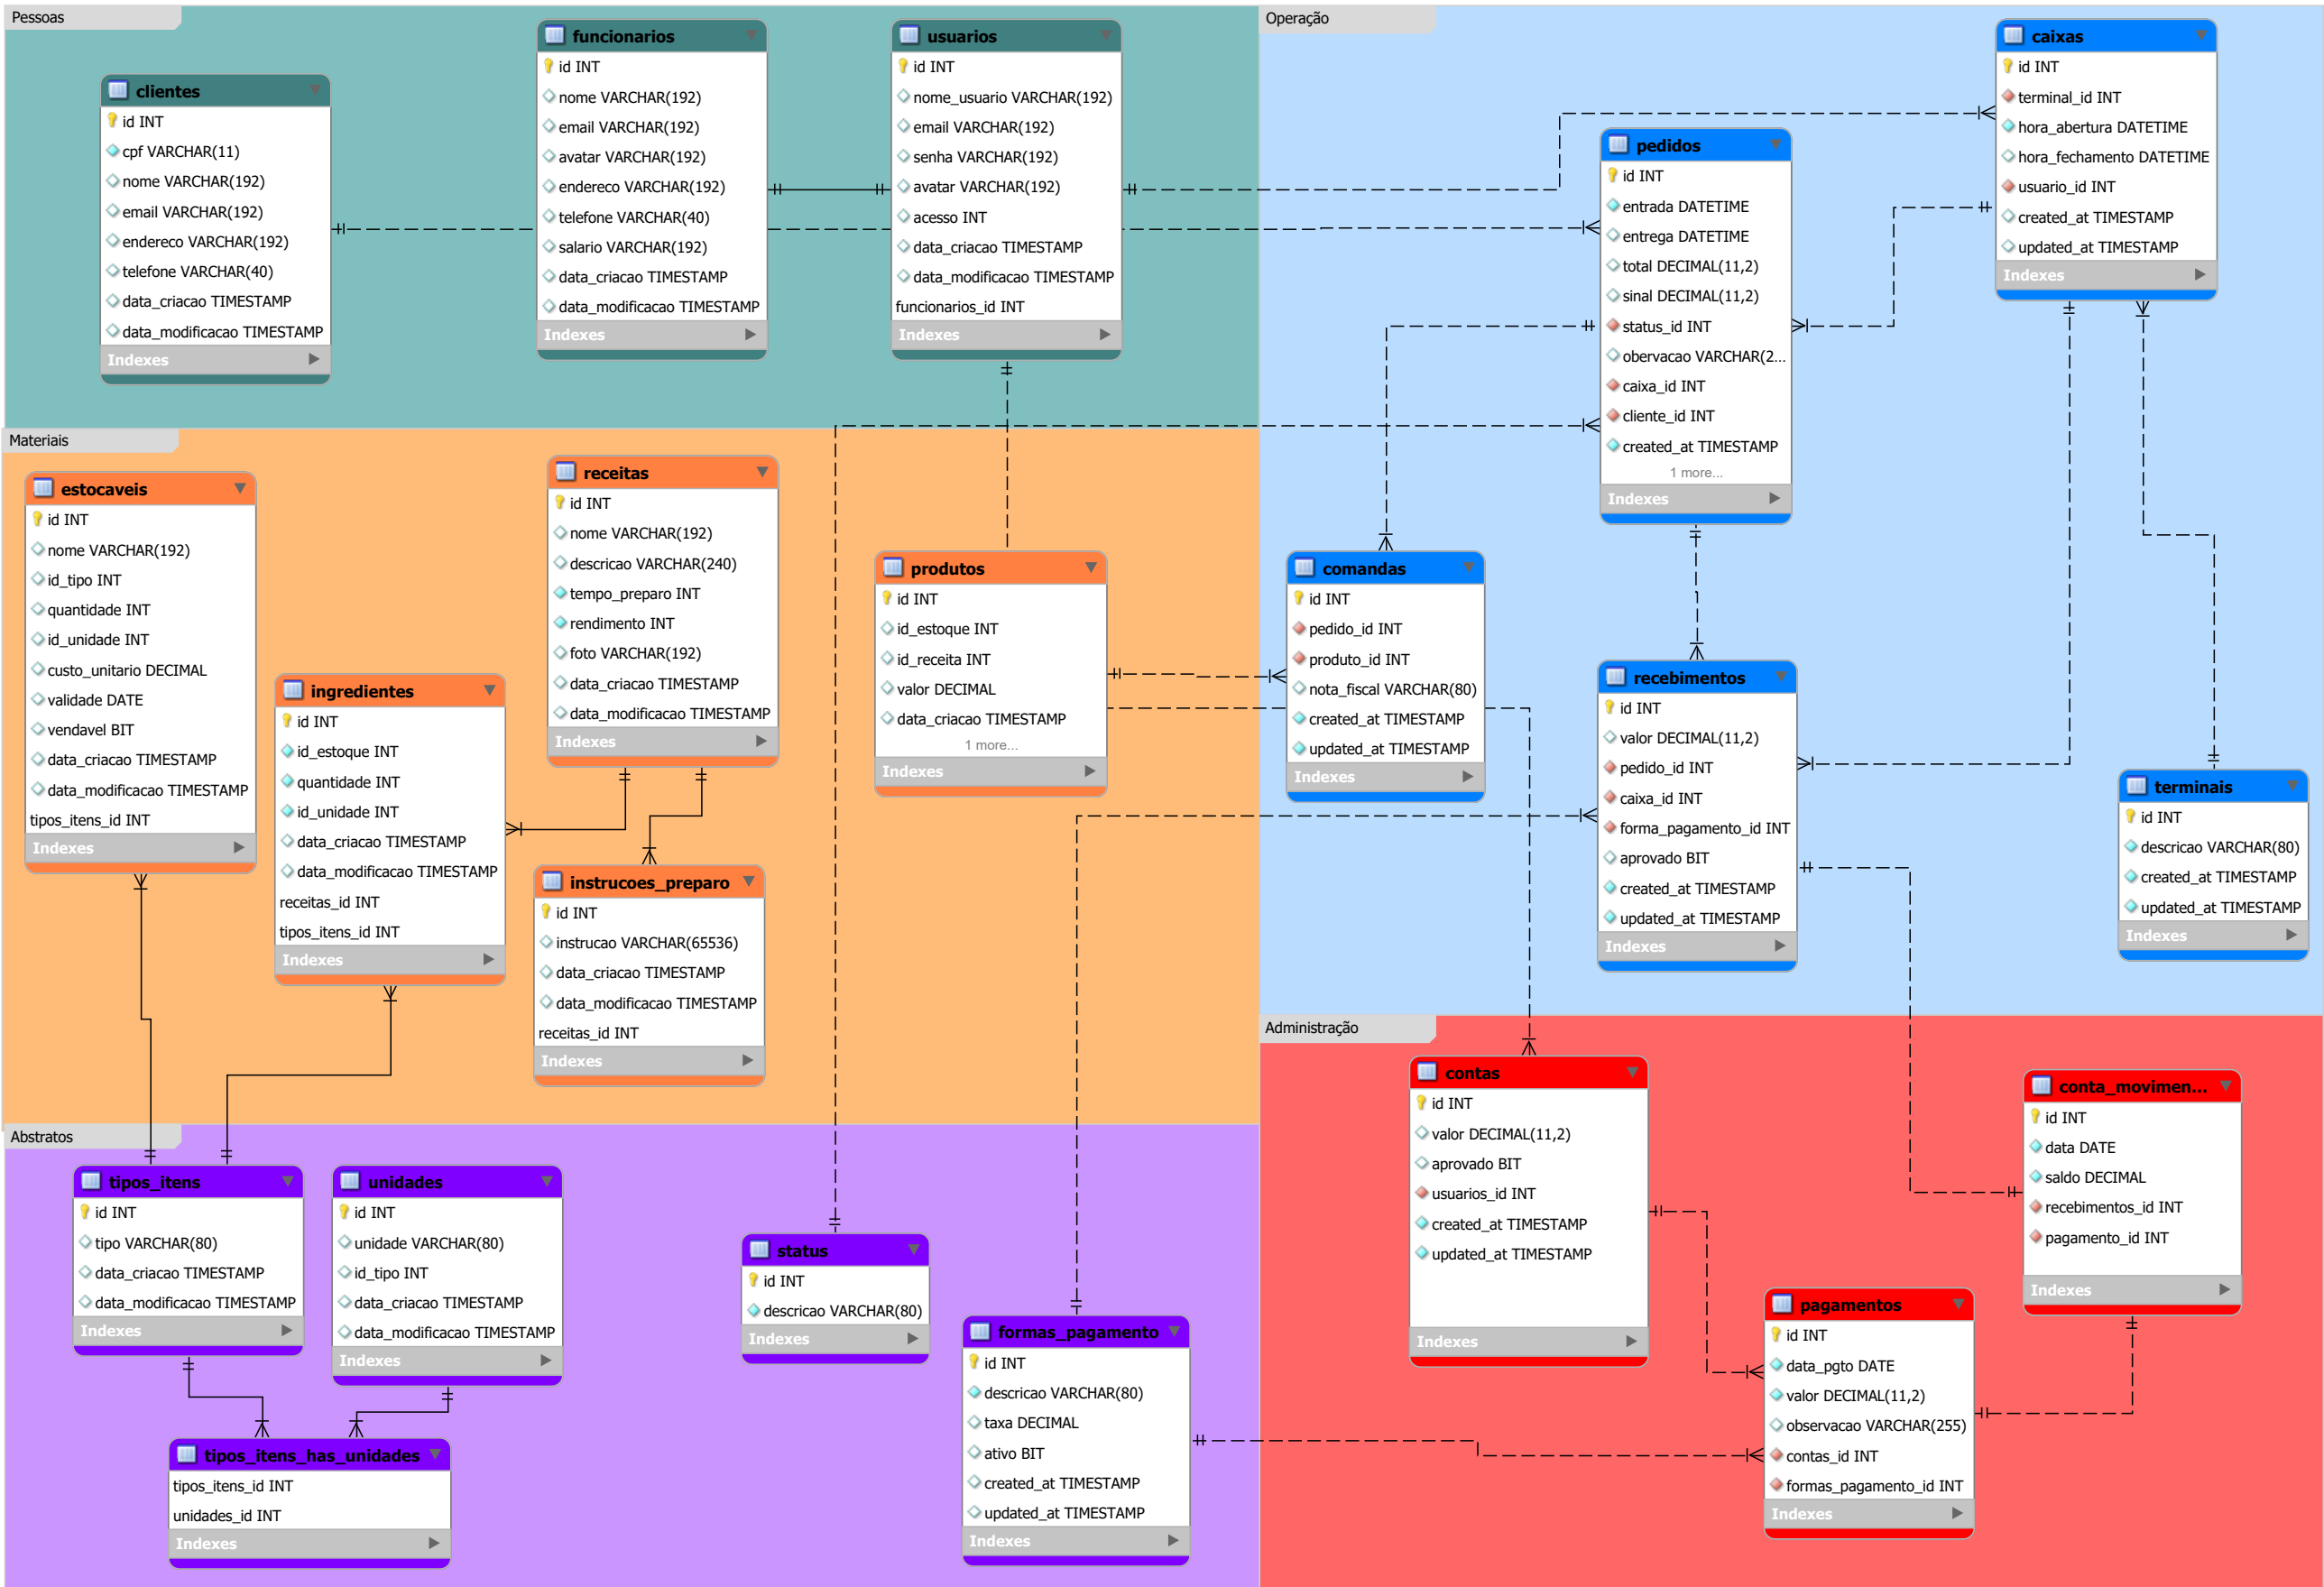 Pessoas
clientes
id INT
cpf VARCHAR(11)
nome VARCHAR(192)
email VARCHAR(192)
endereco VARCHAR(192)
telefone VARCHAR(40)
data_criacao TIMESTAMP
data_modificacao TIMESTAMP
Indexes
funcionarios
id INT
nome VARCHAR(192)
email VARCHAR(192)
avatar VARCHAR(192)
endereco VARCHAR(192)
telefone VARCHAR(40)
salario VARCHAR(192)
data_criacao TIMESTAMP
data_modificacao TIMESTAMP
Indexes
usuarios
id INT
nome_usuario VARCHAR(192)
email VARCHAR(192)
senha VARCHAR(192)
avatar VARCHAR(192)
acesso INT
data_criacao TIMESTAMP
data_modificacao TIMESTAMP
funcionarios_id INT
Indexes
Operação
pedidos
id INT
entrada DATETIME
entrega DATETIME
total DECIMAL(11,2)
sinal DECIMAL(11,2)
status_id INT
obervacao VARCHAR(2...
caixa_id INT
cliente_id INT
created_at TIMESTAMP
1 more...
Indexes
caixas
id INT
terminal_id INT
hora_abertura DATETIME
hora_fechamento DATETIME
usuario_id INT
created_at TIMESTAMP
updated_at TIMESTAMP
Indexes
comandas
id INT
pedido_id INT
produto_id INT
nota_fiscal VARCHAR(80)
created_at TIMESTAMP
updated_at TIMESTAMP
Indexes
recebimentos
id INT
valor DECIMAL(11,2)
pedido_id INT
caixa_id INT
forma_pagamento_id INT
aprovado BIT
created_at TIMESTAMP
updated_at TIMESTAMP
Indexes
terminais
id INT
descricao VARCHAR(80)
created_at TIMESTAMP
updated_at TIMESTAMP
Indexes
Materiais
estocaveis
id INT
nome VARCHAR(192)
id_tipo INT
quantidade INT
id_unidade INT
custo_unitario DECIMAL
validade DATE
vendavel BIT
data_criacao TIMESTAMP
data_modificacao TIMESTAMP
tipos_itens_id INT
Indexes
ingredientes
id INT
id_estoque INT
quantidade INT
id_unidade INT
data_criacao TIMESTAMP
data_modificacao TIMESTAMP
receitas_id INT
tipos_itens_id INT
Indexes
receitas
id INT
nome VARCHAR(192)
descricao VARCHAR(240)
tempo_preparo INT
rendimento INT
foto VARCHAR(192)
data_criacao TIMESTAMP
data_modificacao TIMESTAMP
Indexes
instrucoes_preparo
id INT
instrucao VARCHAR(65536)
data_criacao TIMESTAMP
data_modificacao TIMESTAMP
receitas_id INT
Indexes
produtos
id INT
id_estoque INT
id_receita INT
valor DECIMAL
data_criacao TIMESTAMP
1 more...
Indexes
Abstratos
tipos_itens
id INT
tipo VARCHAR(80)
data_criacao TIMESTAMP
data_modificacao TIMESTAMP
Indexes
unidades
id INT
unidade VARCHAR(80)
id_tipo INT
data_criacao TIMESTAMP
data_modificacao TIMESTAMP
Indexes
tipos_itens_has_unidades
tipos_itens_id INT
unidades_id INT
Indexes
status
id INT
descricao VARCHAR(80)
Indexes
formas_pagamento
id INT
descricao VARCHAR(80)
taxa DECIMAL
ativo BIT
created_at TIMESTAMP
updated_at TIMESTAMP
Indexes
Administração
contas
id INT
valor DECIMAL(11,2)
aprovado BIT
usuarios_id INT
created_at TIMESTAMP
updated_at TIMESTAMP
Indexes
conta_movimen...
id INT
data DATE
saldo DECIMAL
recebimentos_id INT
pagamento_id INT
Indexes
pagamentos
id INT
data_pgto DATE
valor DECIMAL(11,2)
observacao VARCHAR(255)
contas_id INT
formas_pagamento_id INT
Indexes